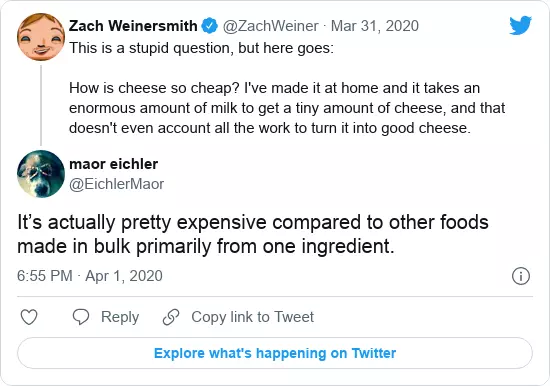 Zach Weinersmith @ZachWeiner · Mar 31, 2020
This is a stupid question, but here goes:
How is cheese so cheap? I've made it at home and it takes an
enormous amount of milk to get a tiny amount of cheese, and that
doesn't even account all the work to turn it into good cheese.
maor eichler
@EichlerMaor
It’s actually pretty expensive compared to other foods
made in bulk primarily from one ingredient.
6:55 PM · Apr 1, 2020
Reply Copy link to Tweet
Explore what's happening on Twitter